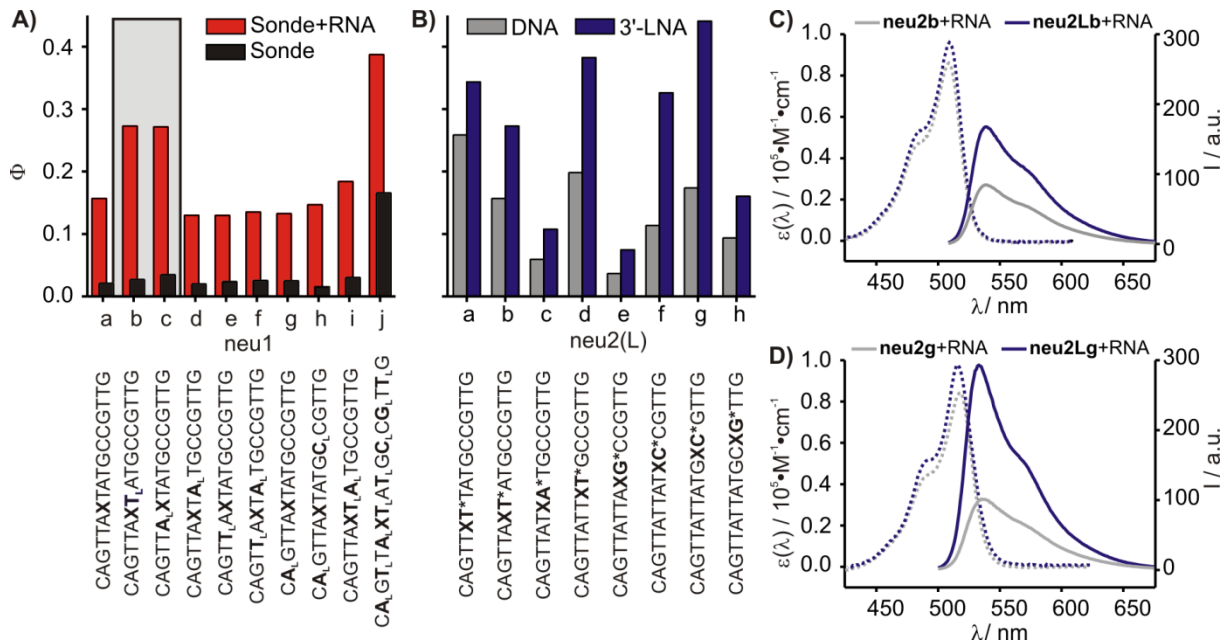 A)
Sonde+RNA
Sonde
Φ
0.4
0.3
0.2
0.1
0.0
a b c d e f g h i j
neu1
CAGTTAXTATGCCGTTG
CAGTTAXTLATGCCGTTG
CAGTTALXTATGCCGTTG
CAGTTAXTALTGCCGTTG
CAGTTLAXTATGCCGTTG
CAGTTLAXTALTGCCGTTG
CALGTTAXTATGCCGTTG
CALGTTAXTATGCLCGTTG
CAGTTAXTLALTGCCGTTG
CALGTLTALXTLATLGCLCGLTTLG
B)
DNA 3'-LNA
a b c d e f g h
neu2(L)
CAGTTXT*TATGCCGTTG
CAGTTAXT*ATGCCGTTG
CAGTTATXA*TGCCGTTG
CAGTTATTXT*GCCGTTG
CAGTTATTAXG*CCGTTG
CAGTTATTATXC*CGTTG
CAGTTATTATGXC*GTTG
CAGTTATTATGCXG*TTG
C)
neu2b+RNA neu2Lb+RNA
ε(λ) / 10⁵•M⁻¹•cm⁻¹
1.0
0.8
0.6
0.4
0.2
0.0
300
200
100
0
I / a.u.
450 500 550 600 650
λ/ nm
D)
neu2g+RNA neu2Lg+RNA
ε(λ) / 10⁵•M⁻¹•cm⁻¹
1.0
0.8
0.6
0.4
0.2
0.0
300
200
100
0
I / a.u.
450 500 550 600 650
λ/ nm